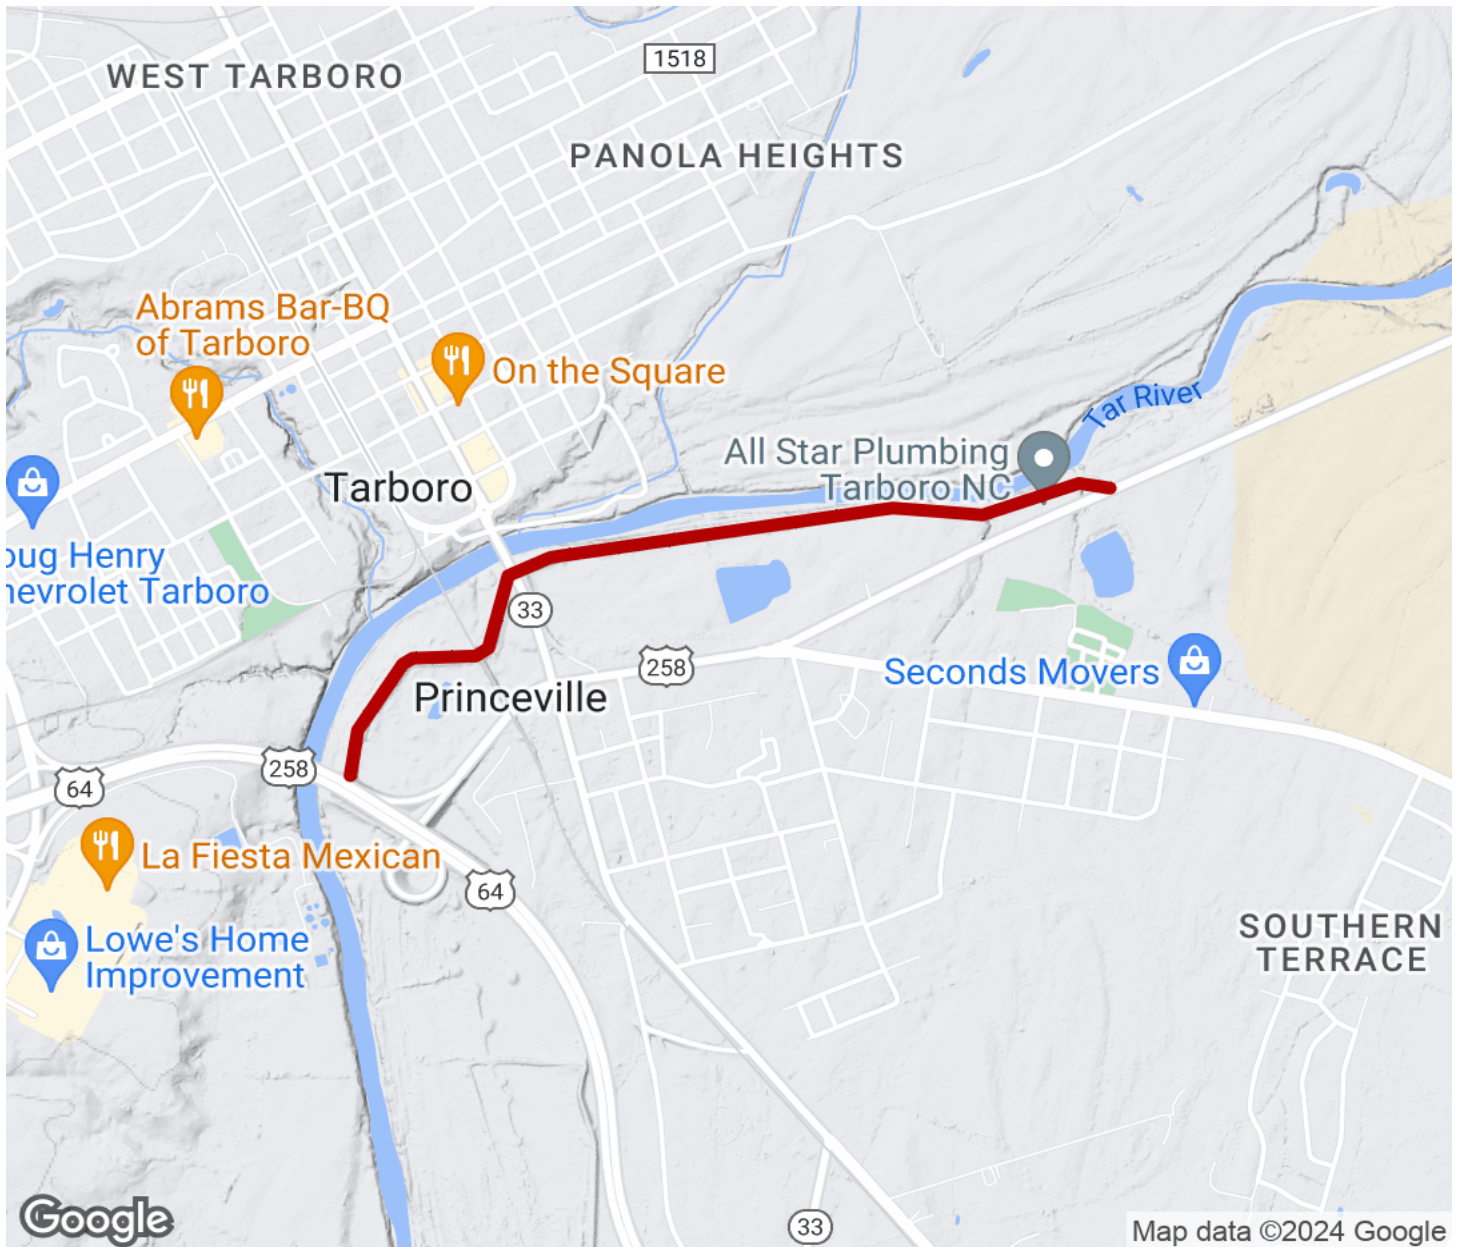 1518
WEST TARBORO
PANOLA HEIGHTS
Abrams Bar-BQ
of Tarboro
On the Square
Tar River
All Star Plumbing
Tarboro NC
Tarboro
oug Henry
hevrolet Tarboro
33
258
Seconds Movers
Princeville
258
64
La Fiesta Mexican
64
Lowe's Home
Improvement
SOUTHERN
TERRACE
33
Google
Map data ©2024 Google